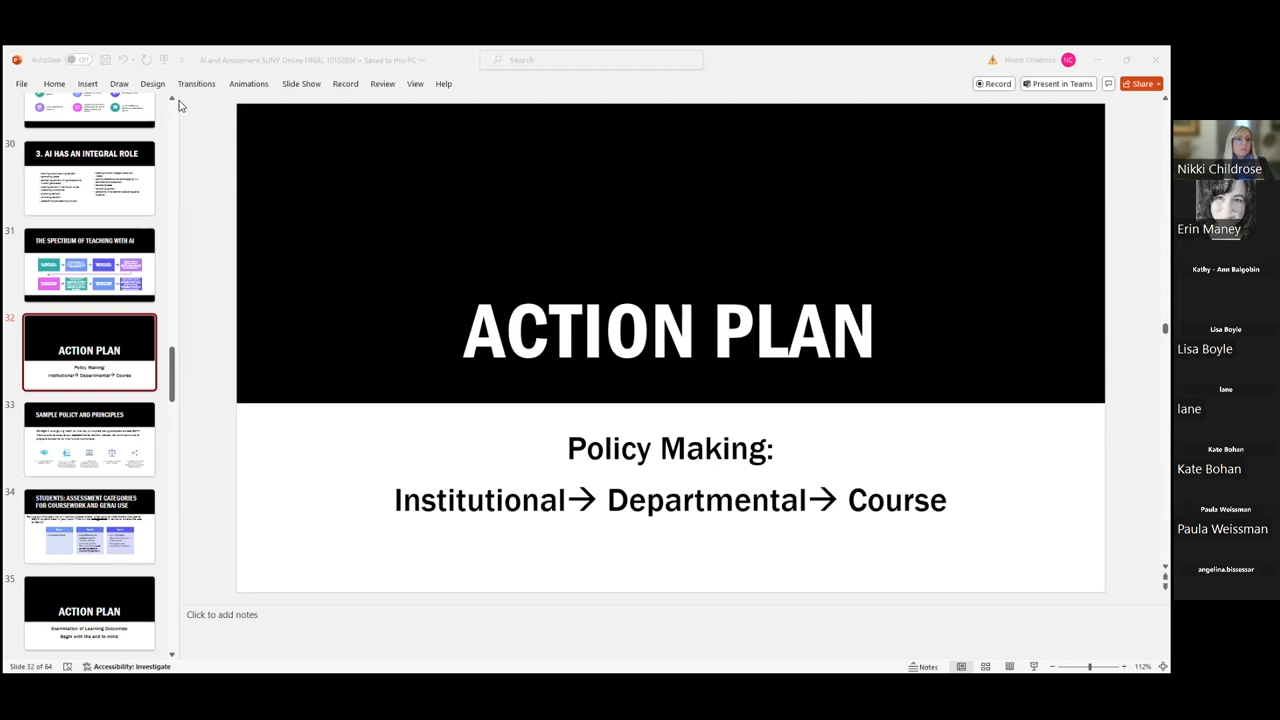 AutoSave Off
AI and Assessment SUNY Online FINAL 10102024 • Saved to this PC
Search
Nicole Childrose
NC
File Home Insert Draw Design Transitions Animations Slide Show Record Review View Help
Record
Present in Teams
Share
30
3. AI HAS AN INTEGRAL ROLE
31
THE SPECTRUM OF TEACHING WITH AI
32
ACTION PLAN
Policy Making:
Institutional→ Departmental→ Course
33
SAMPLE POLICY AND PRINCIPLES
34
STUDENTS: ASSESSMENT CATEGORIES
FOR COURSEWORK AND GENAI USE
35
ACTION PLAN
Examination of Learning Outcomes:
Begin with the end in mind.
ACTION PLAN
Policy Making:
Institutional→ Departmental→ Course
Click to add notes
Slide 32 of 64
Accessibility: Investigate
Notes
112%
Nikki Childrose
Erin Maney
Kathy - Ann Balgobin
Lisa Boyle
Lisa Boyle
lane
lane
Kate Bohan
Kate Bohan
Paula Weissman
Paula Weissman
angelina.bissessar